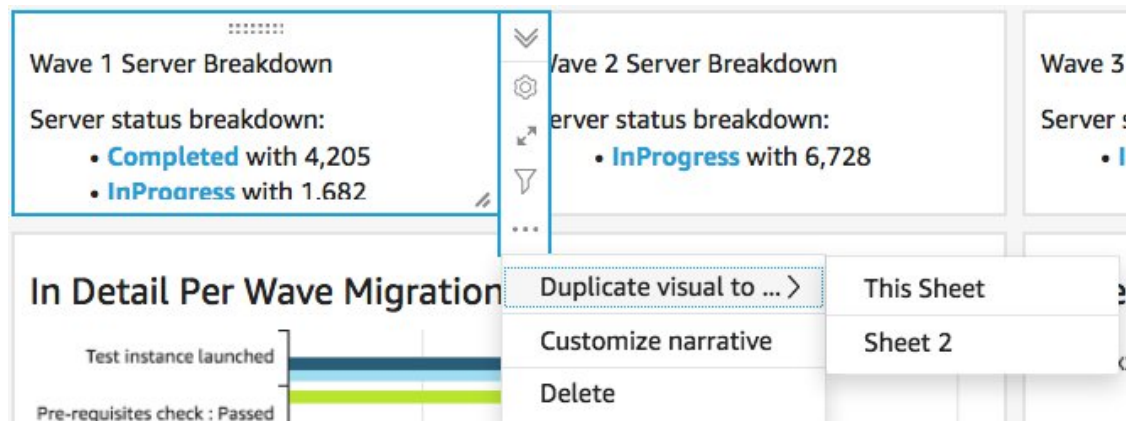 Wave 1 Server Breakdown
Server status breakdown:
• Completed with 4,205
• InProgress with 1,682
Wave 2 Server Breakdown
erver status breakdown:
• InProgress with 6,728
Wave 3
Server
•
In Detail Per Wave Migration
Test instance launched
Pre-requisites check : Passed
Duplicate visual to ... >
Customize narrative
Delete
This Sheet
Sheet 2